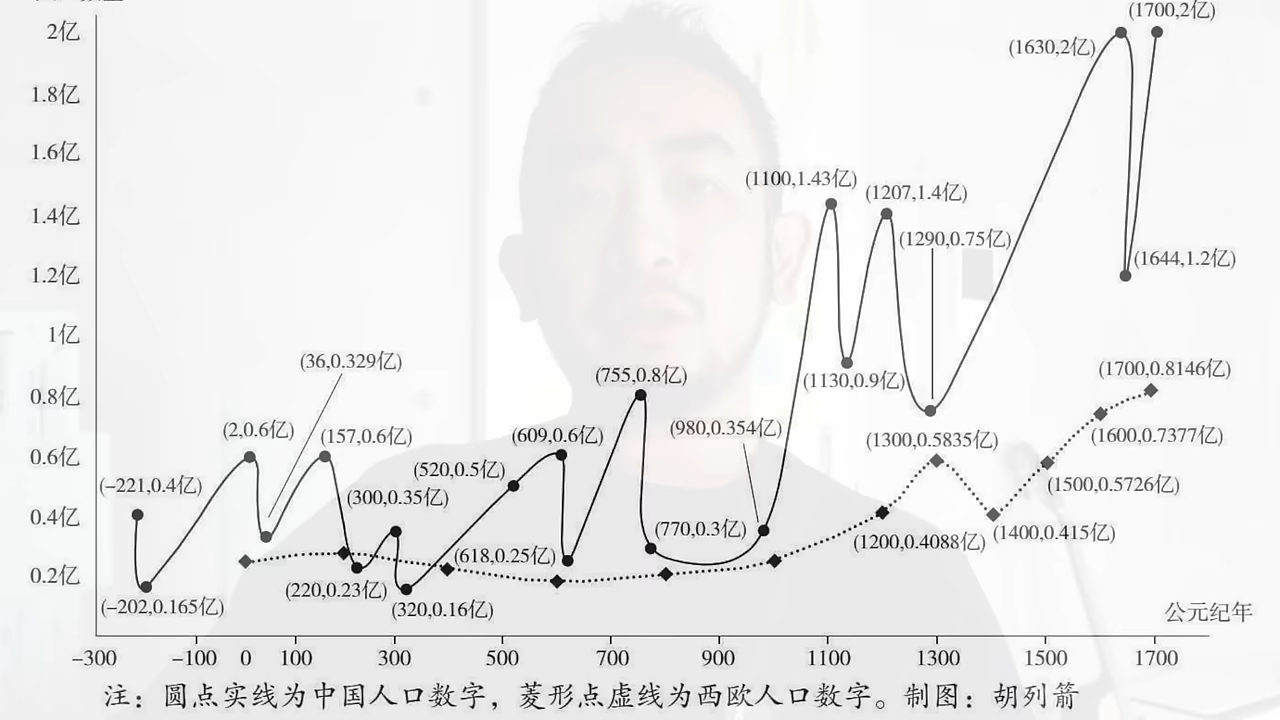 (1700,2亿)
2亿
(1630,2亿)
1.8亿
1.6亿
(1100,1.43亿)
(1207,1.4亿)
1.4亿
(1290,0.75亿)
1.2亿
(1644,1.2亿)
1亿
(36,0.329亿)
(1700,0.8146亿)
(755,0.8亿)
(1130,0.9亿)
0.8亿
(2,0.6亿)
(157,0.6亿)
(609,0.6亿)
(980,0.354亿)
(1300,0.5835亿)
(1600,0.7377亿)
0.6亿
(520,0.5亿)
(-221,0.4亿)
(300,0.35亿)
(1500,0.5726亿)
0.4亿
(770,0.3亿)
(1200,0.4088亿)
(1400,0.415亿)
(618,0.25亿)
0.2亿
(220,0.23亿)
(-202,0.165亿)
(320,0.16亿)
公元纪年
-300 -100 0 100 300 500 700 900 1100 1300 1500 1700
注：圆点实线为中国人口数字，菱形点虚线为西欧人口数字。制图：胡列箭